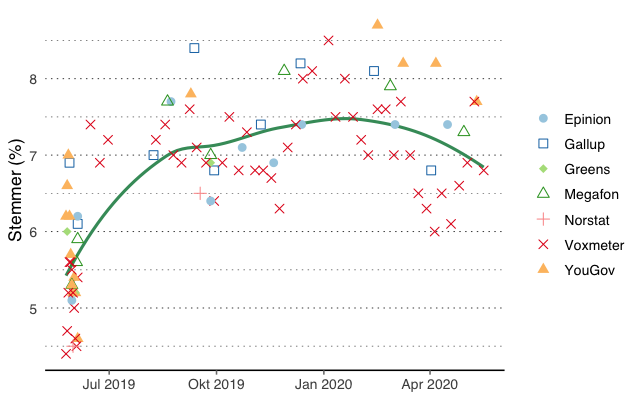 Stemmer (%)
8
7
6
5
Jul 2019
Okt 2019
Jan 2020
Apr 2020
Epinion
Gallup
Greens
Megafon
Norstat
Voxmeter
YouGov